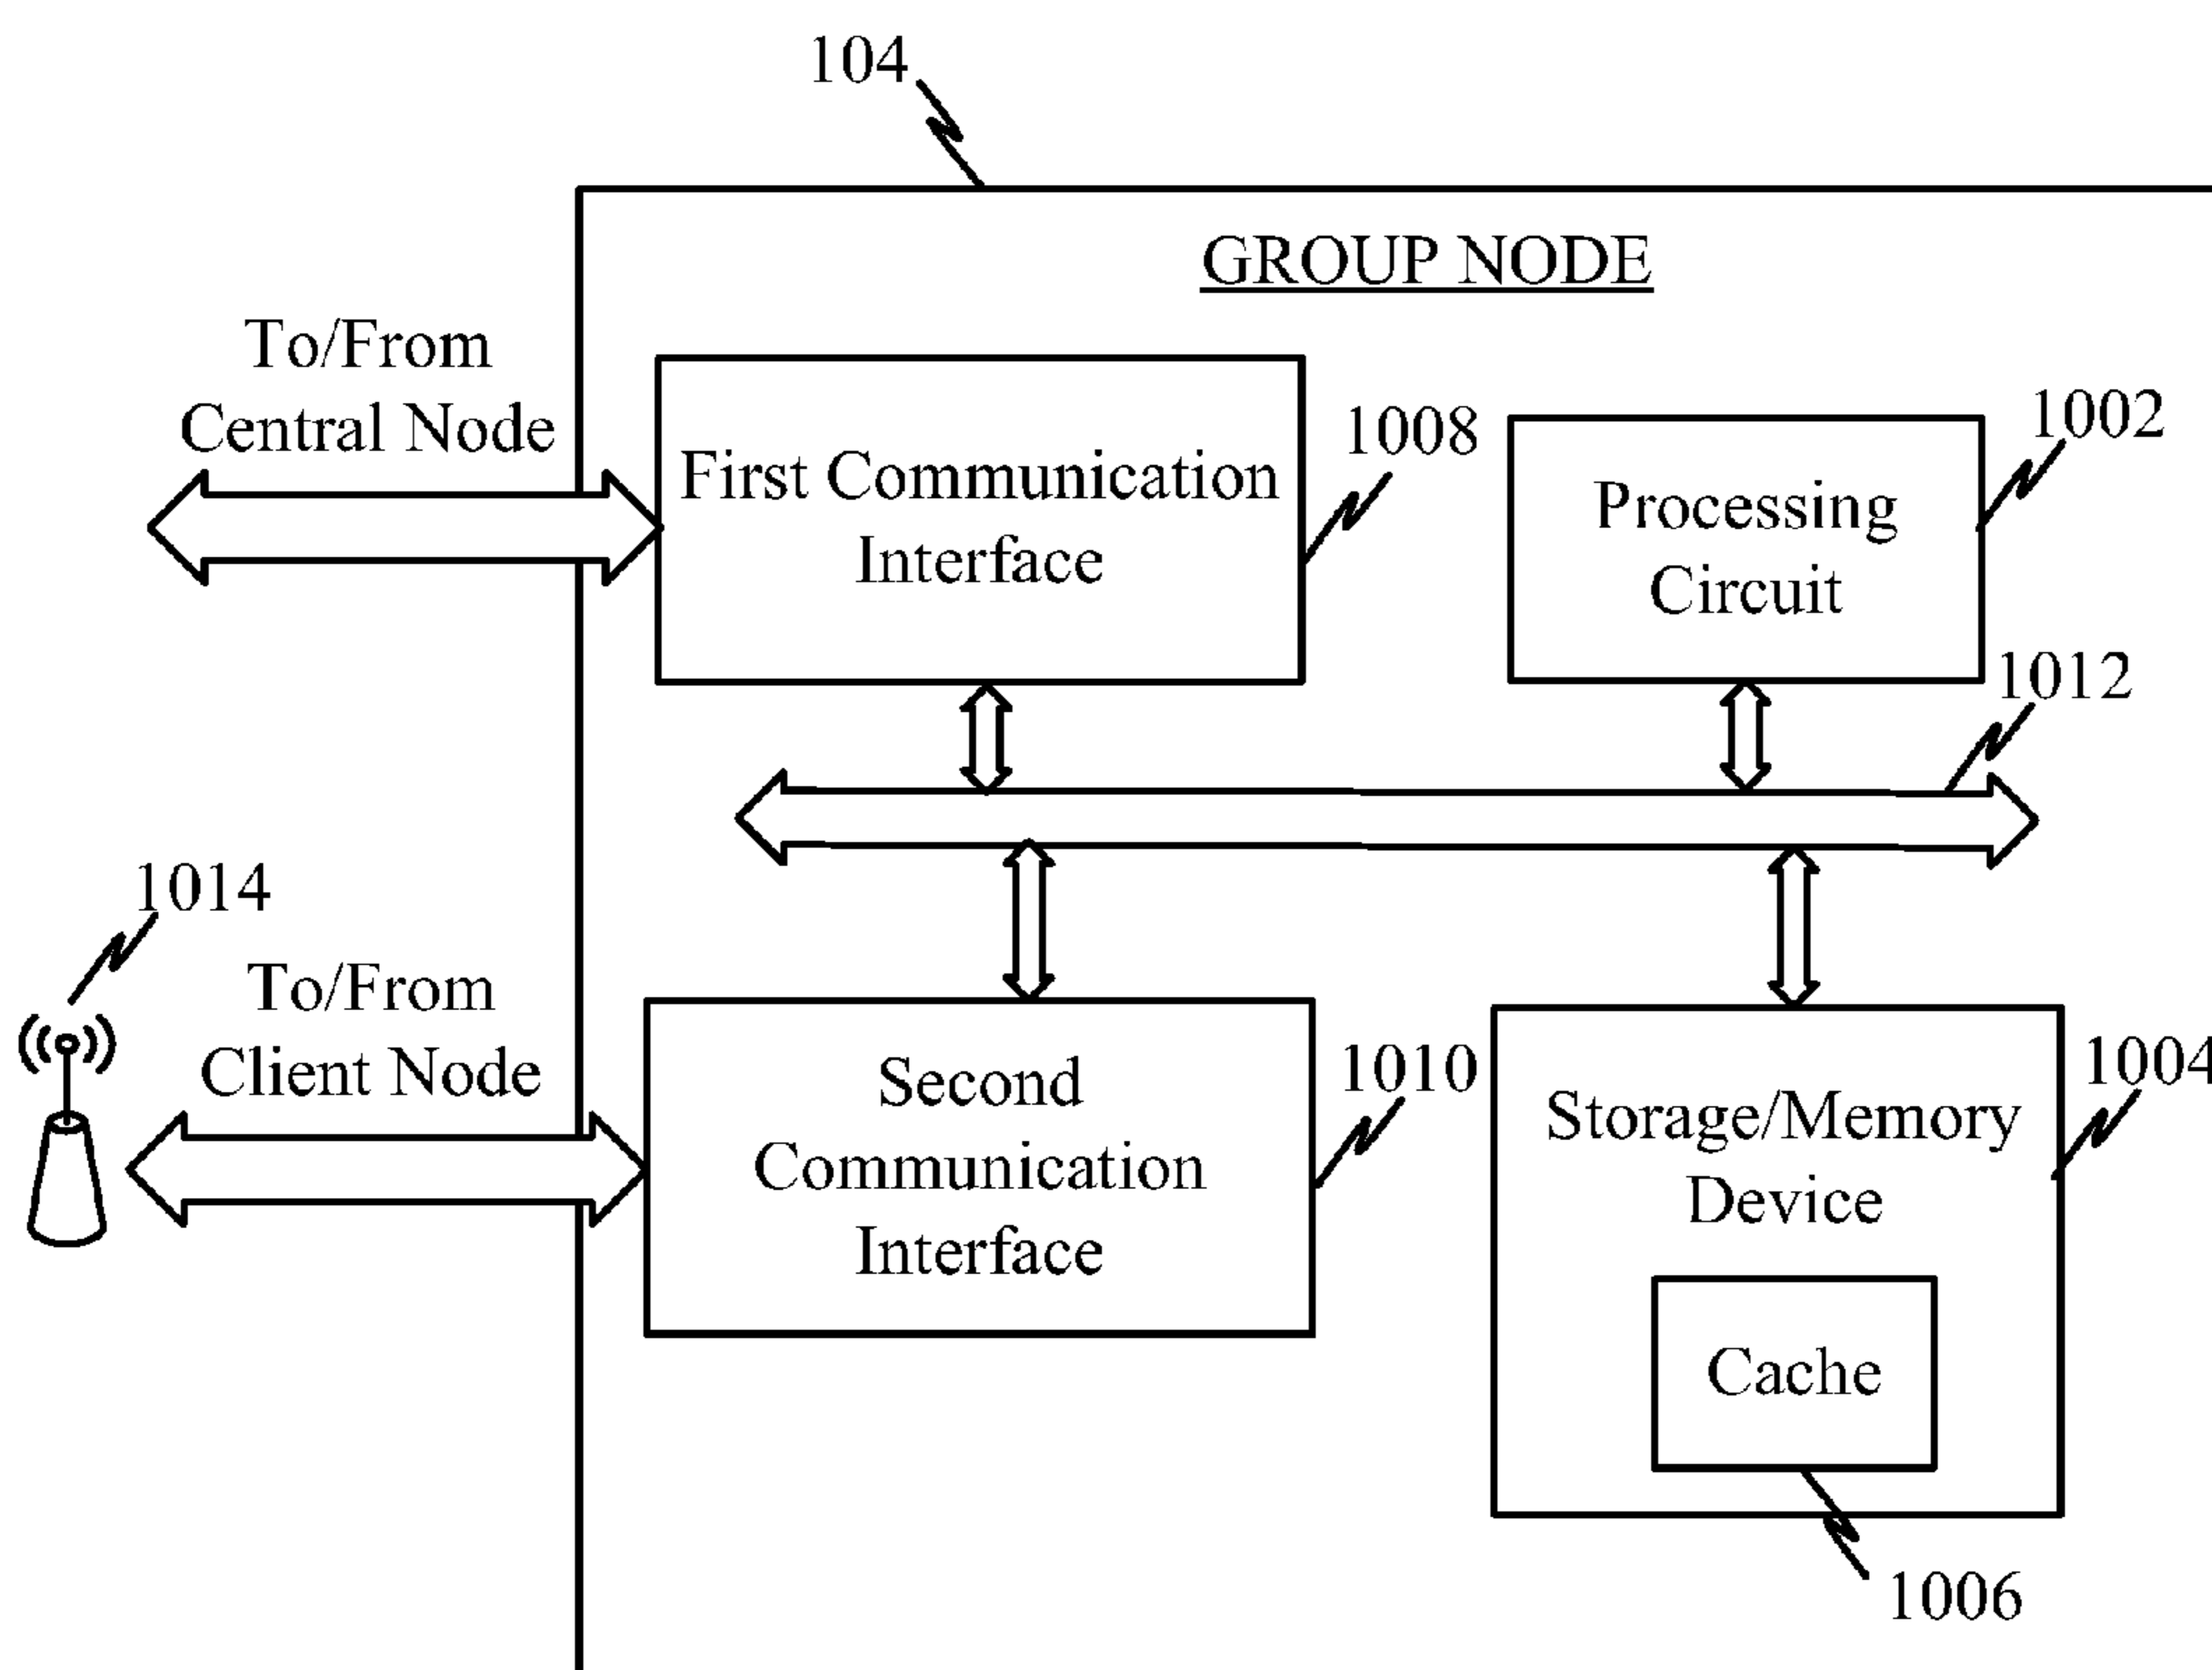 104
GROUP NODE
To/From
Central Node
First Communication
Interface
1008
Processing
Circuit
1002
1012
1014
To/From
Client Node
Second
Communication
Interface
1010
Storage/Memory
Device
1004
Cache
1006